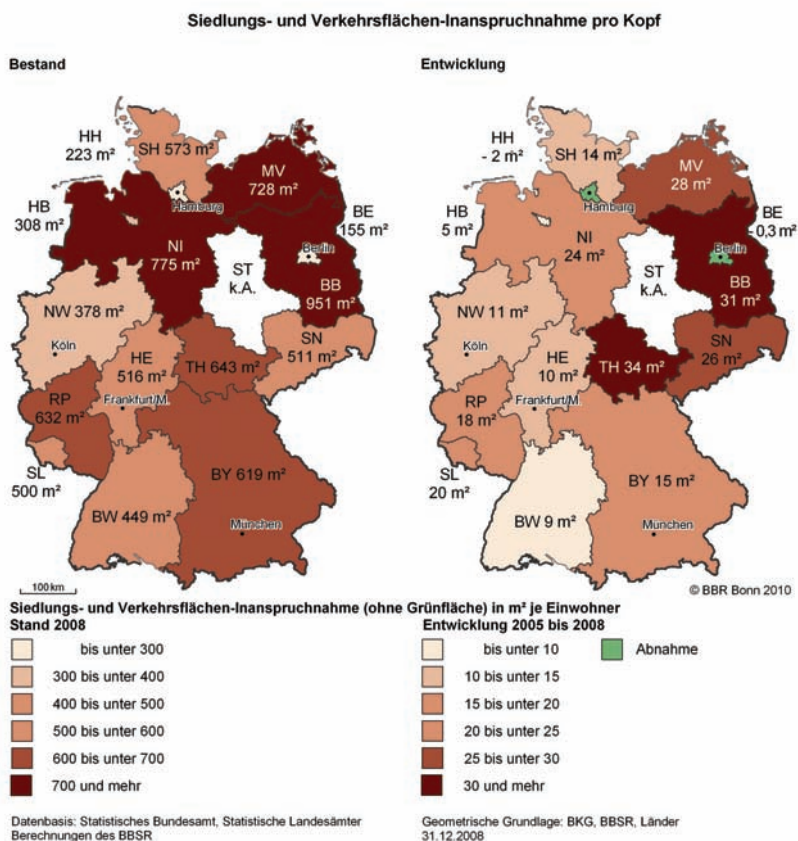 Siedlungs- und Verkehrsflächen-Inanspruchnahme pro Kopf
Bestand
HH
223 m²
SH 573 m²
MV
728 m²
Hamburg
HB
308 m²
BE
155 m²
NI
775 m²
Berlin
ST
k.A.
BB
951 m²
NW 378 m²
Köln
SN
511 m²
HE
516 m²
TH 643 m²
RP
632 m²
Frankfurt/M.
SL
500 m²
BY 619 m²
BW 449 m²
München
100 km
Entwicklung
HH
- 2 m²
SH 14 m²
MV
28 m²
Hamburg
HB
5 m²
BE
- 0,3 m²
NI
24 m²
Berlin
ST
k.A.
BB
31 m²
NW 11 m²
Köln
SN
26 m²
HE
10 m²
TH 34 m²
RP
18 m²
Frankfurt/M.
SL
20 m²
BY 15 m²
BW 9 m²
München
© BBR Bonn 2010
Siedlungs- und Verkehrsflächen-Inanspruchnahme (ohne Grünfläche) in m² je Einwohner
Stand 2008
bis unter 300
300 bis unter 400
400 bis unter 500
500 bis unter 600
600 bis unter 700
700 und mehr
Entwicklung 2005 bis 2008
bis unter 10
10 bis unter 15
15 bis unter 20
20 bis unter 25
25 bis unter 30
30 und mehr
Abnahme
Datenbasis: Statistisches Bundesamt, Statistische Landesämter
Berechnungen des BBSR
Geometrische Grundlage: BKG, BBSR, Länder
31.12.2008